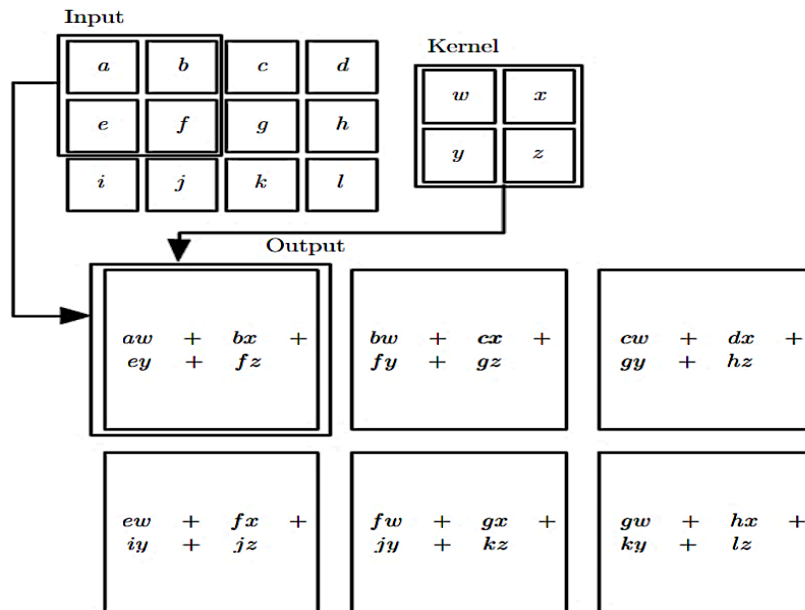 Input
a b c d
Kernel
w x
e f g h
y z
i j k l
Output
aw + bx +
ey + fz
bw + cx +
fy + gz
cw + dx +
gy + hz
ew + fx +
iy + jz
fw + gx +
jy + kz
gw + hx +
ky + lz